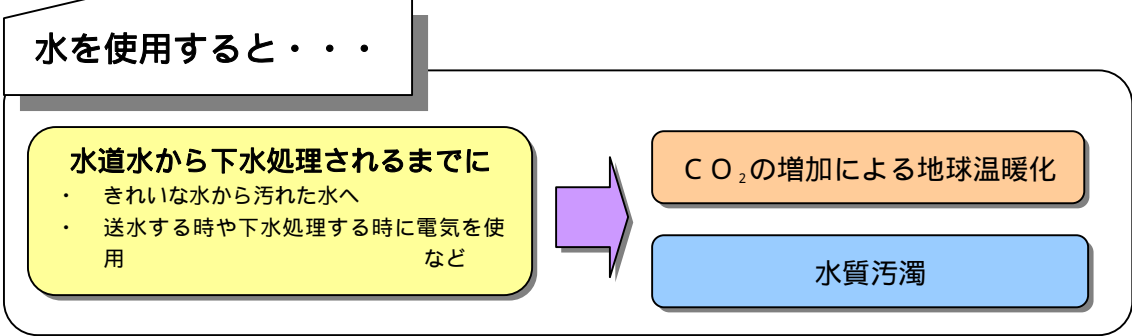 水を使用すると・・・
水道水から下水処理されるまでに
・ きれいな水から汚れた水へ
・ 送水する時や下水処理する時に電気を使
用 など
ＣＯ₂の増加による地球温暖化
水質汚濁